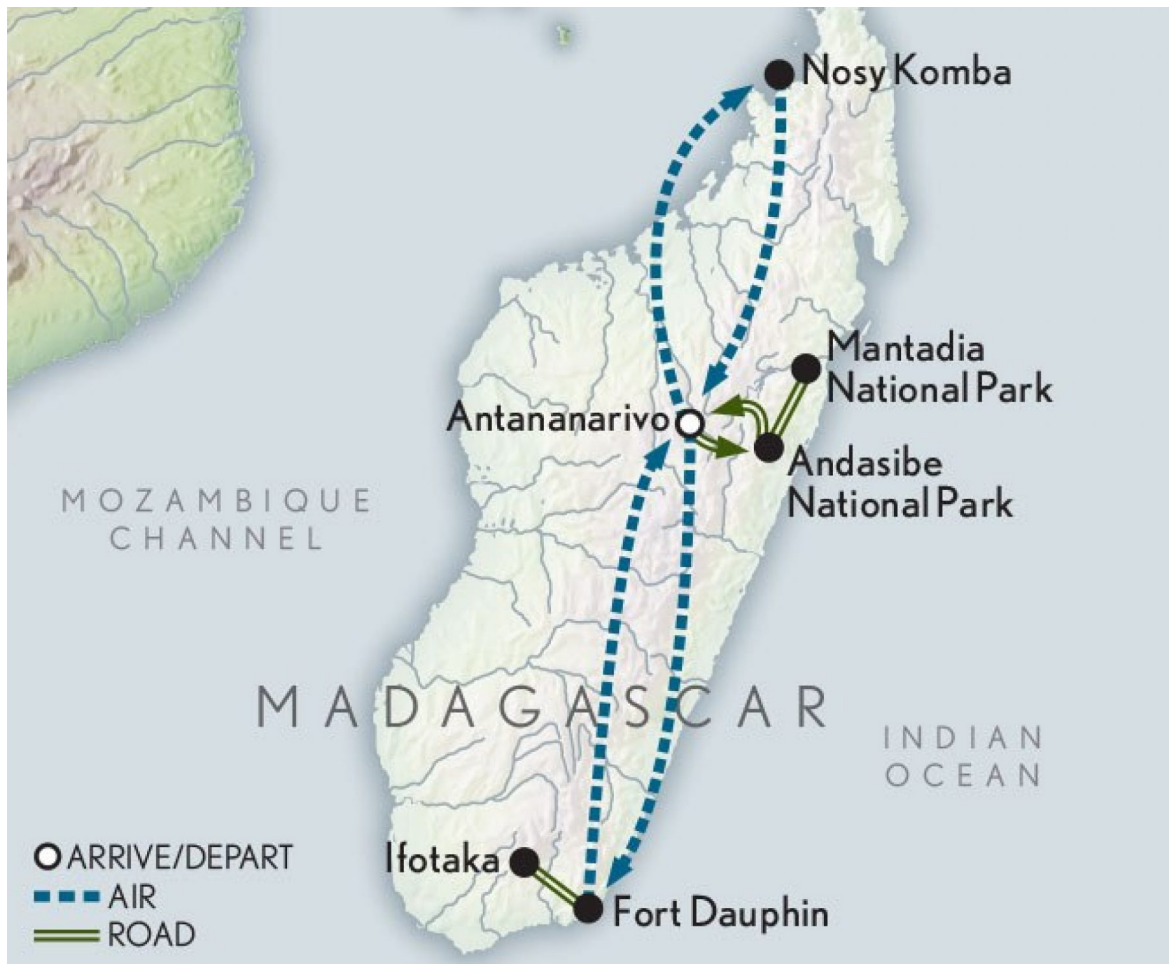 Nosy Komba
Mantadia
National Park
Antananarivo
Andasibe
National Park
MOZAMBIQUE
CHANNEL
MADAGASCAR
INDIAN
OCEAN
Ifotaka
Fort Dauphin
ARRIVE/DEPART
AIR
ROAD